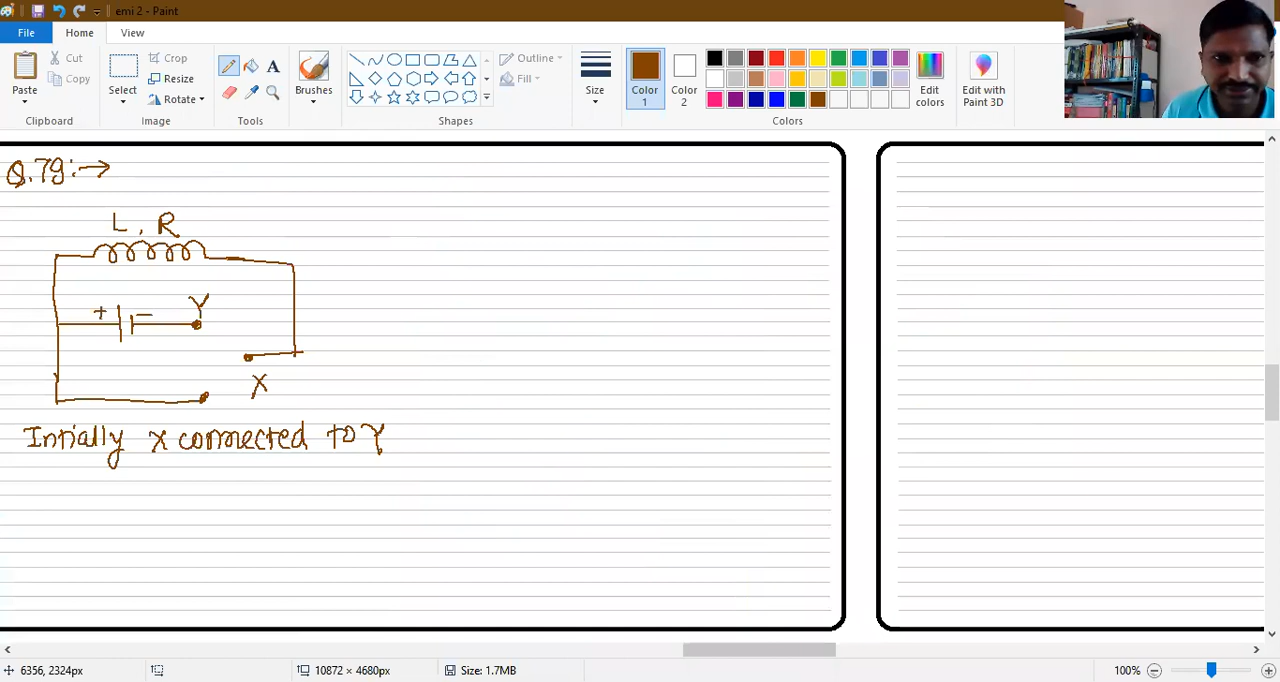 emi 2 - Paint
File Home View
Paste Cut Copy Clipboard
Select Crop Resize Rotate Image
A Tools
Brushes
Outline Fill Shapes
Size
Color 1 Color 2 Edit colors Edit with Paint 3D Colors
Q.79:→
L, R
+ - Y
X
Intially x connected to Y
6356, 2324px 10872 × 4680px Size: 1.7MB 100%